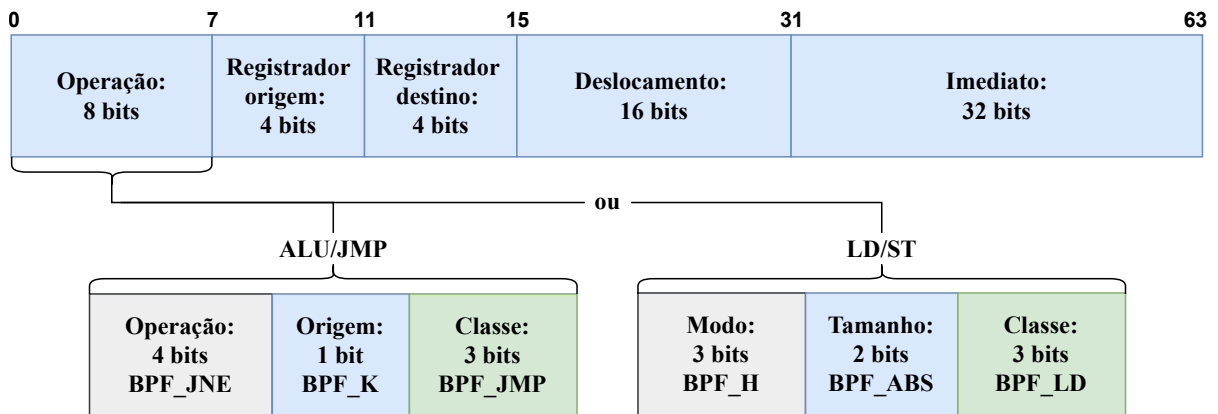 0 7 11 15 31 63
Operação:
8 bits
Registrador
origem:
4 bits
Registrador
destino:
4 bits
Deslocamento:
16 bits
Imediato:
32 bits
ou
ALU/JMP
LD/ST
Operação:
4 bits
BPF_JNE
Origem:
1 bit
BPF_K
Classe:
3 bits
BPF_JMP
Modo:
3 bits
BPF_H
Tamanho:
2 bits
BPF_ABS
Classe:
3 bits
BPF_LD